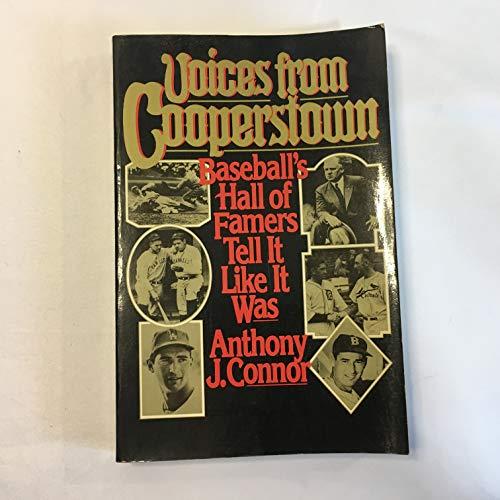 Voices from
Cooperstown
Baseball's
Hall of
Famers
Tell It
Like It
Was
Anthony
J. Connor